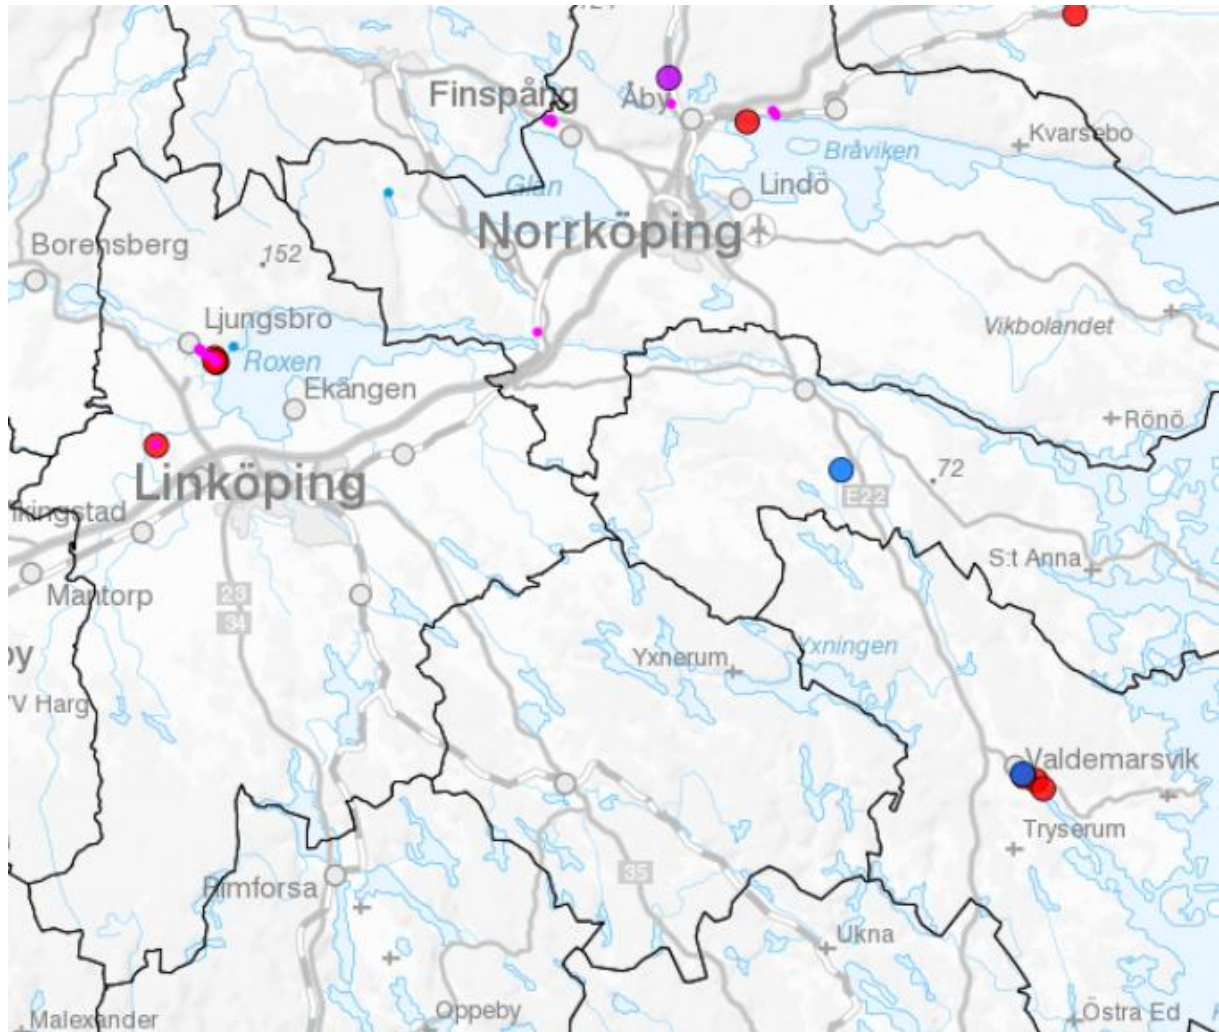 Finspång
Åby
Kvarsebo
Bråviken
Glan
Lindö
Norrköping
Borensberg
152
Ljungsbro
Vikbolandet
Roxen
Ekängen
Rönö
72
Linköping
E22
S:t Anna
Mantorp
23
34
Yxnerum
Yxningen
V Harg
Valdemarsvik
Tryserum
35
Rimforsa
Ukna
Oppeby
Malexander
Östra Ed